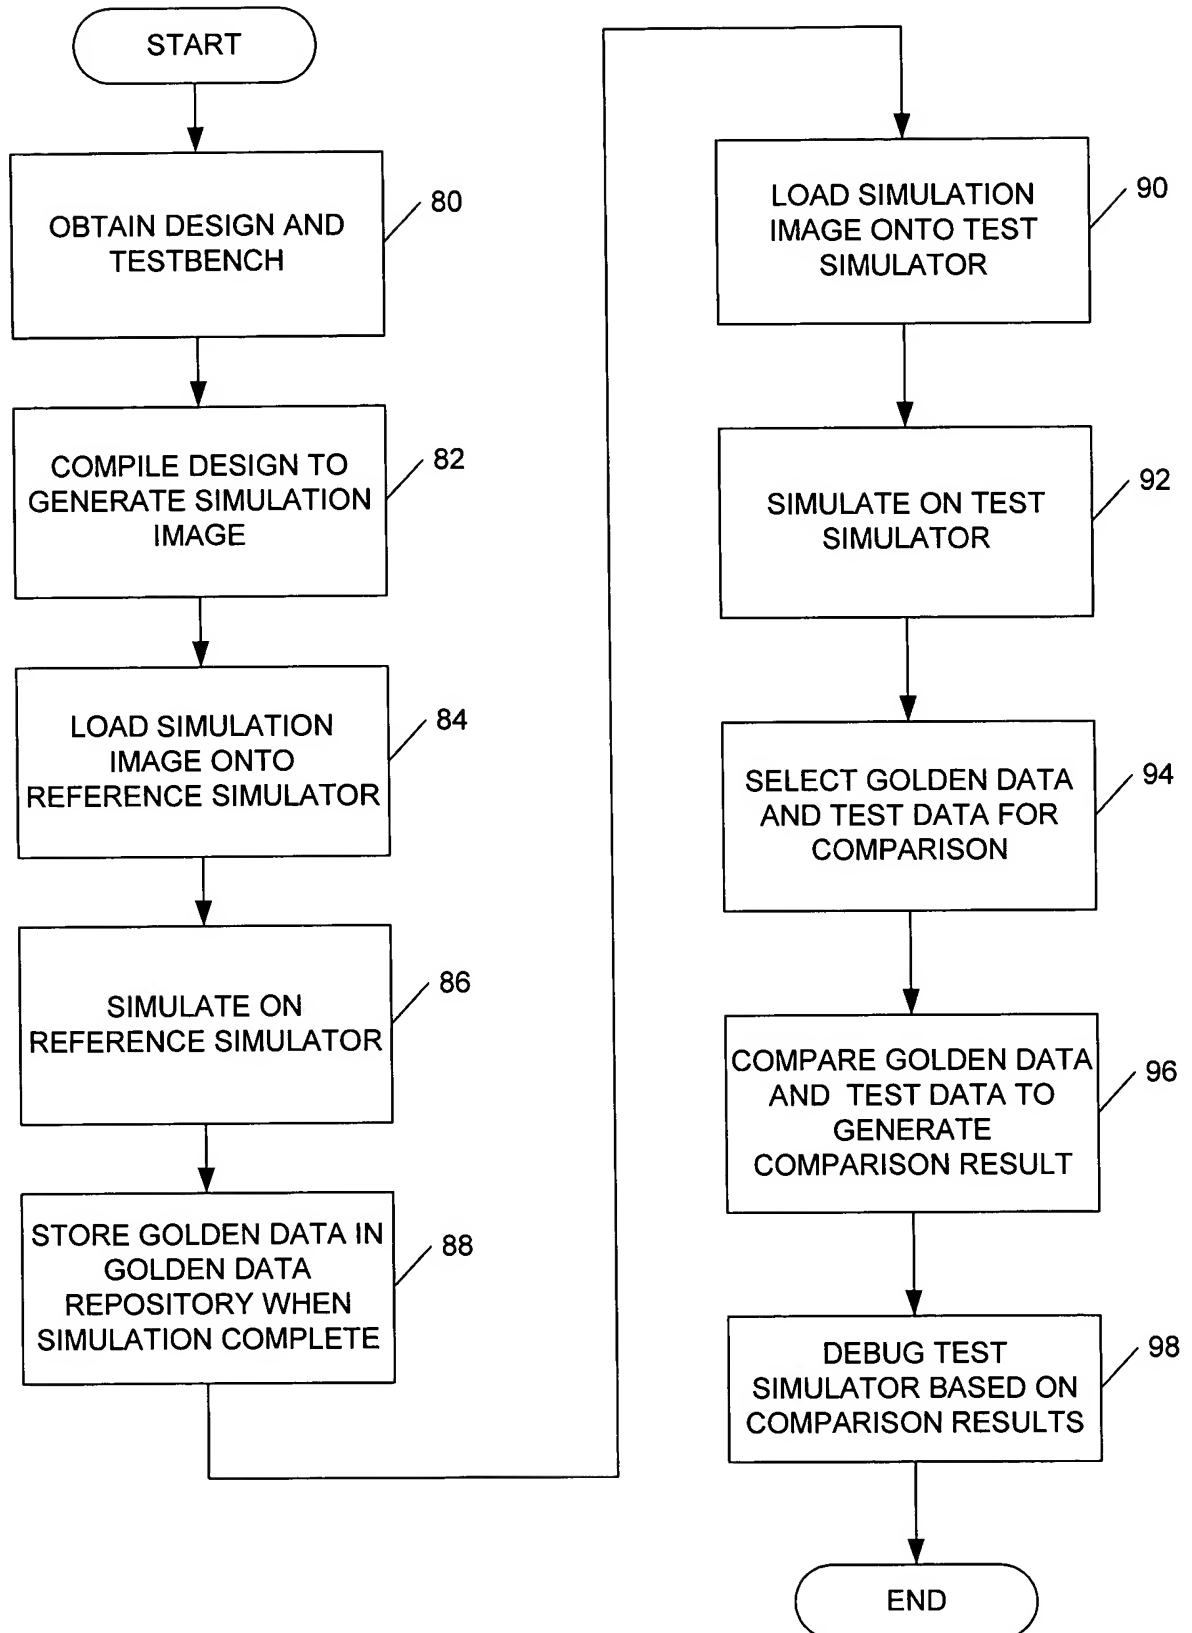 START
OBTAIN DESIGN AND
TESTBENCH
80
COMPILE DESIGN TO
GENERATE SIMULATION
IMAGE
82
LOAD SIMULATION
IMAGE ONTO
REFERENCE SIMULATOR
84
SIMULATE ON
REFERENCE SIMULATOR
86
STORE GOLDEN DATA IN
GOLDEN DATA
REPOSITORY WHEN
SIMULATION COMPLETE
88
LOAD SIMULATION
IMAGE ONTO TEST
SIMULATOR
90
SIMULATE ON TEST
SIMULATOR
92
SELECT GOLDEN DATA
AND TEST DATA FOR
COMPARISON
94
COMPARE GOLDEN DATA
AND TEST DATA TO
GENERATE
COMPARISON RESULT
96
DEBUG TEST
SIMULATOR BASED ON
COMPARISON RESULTS
98
END